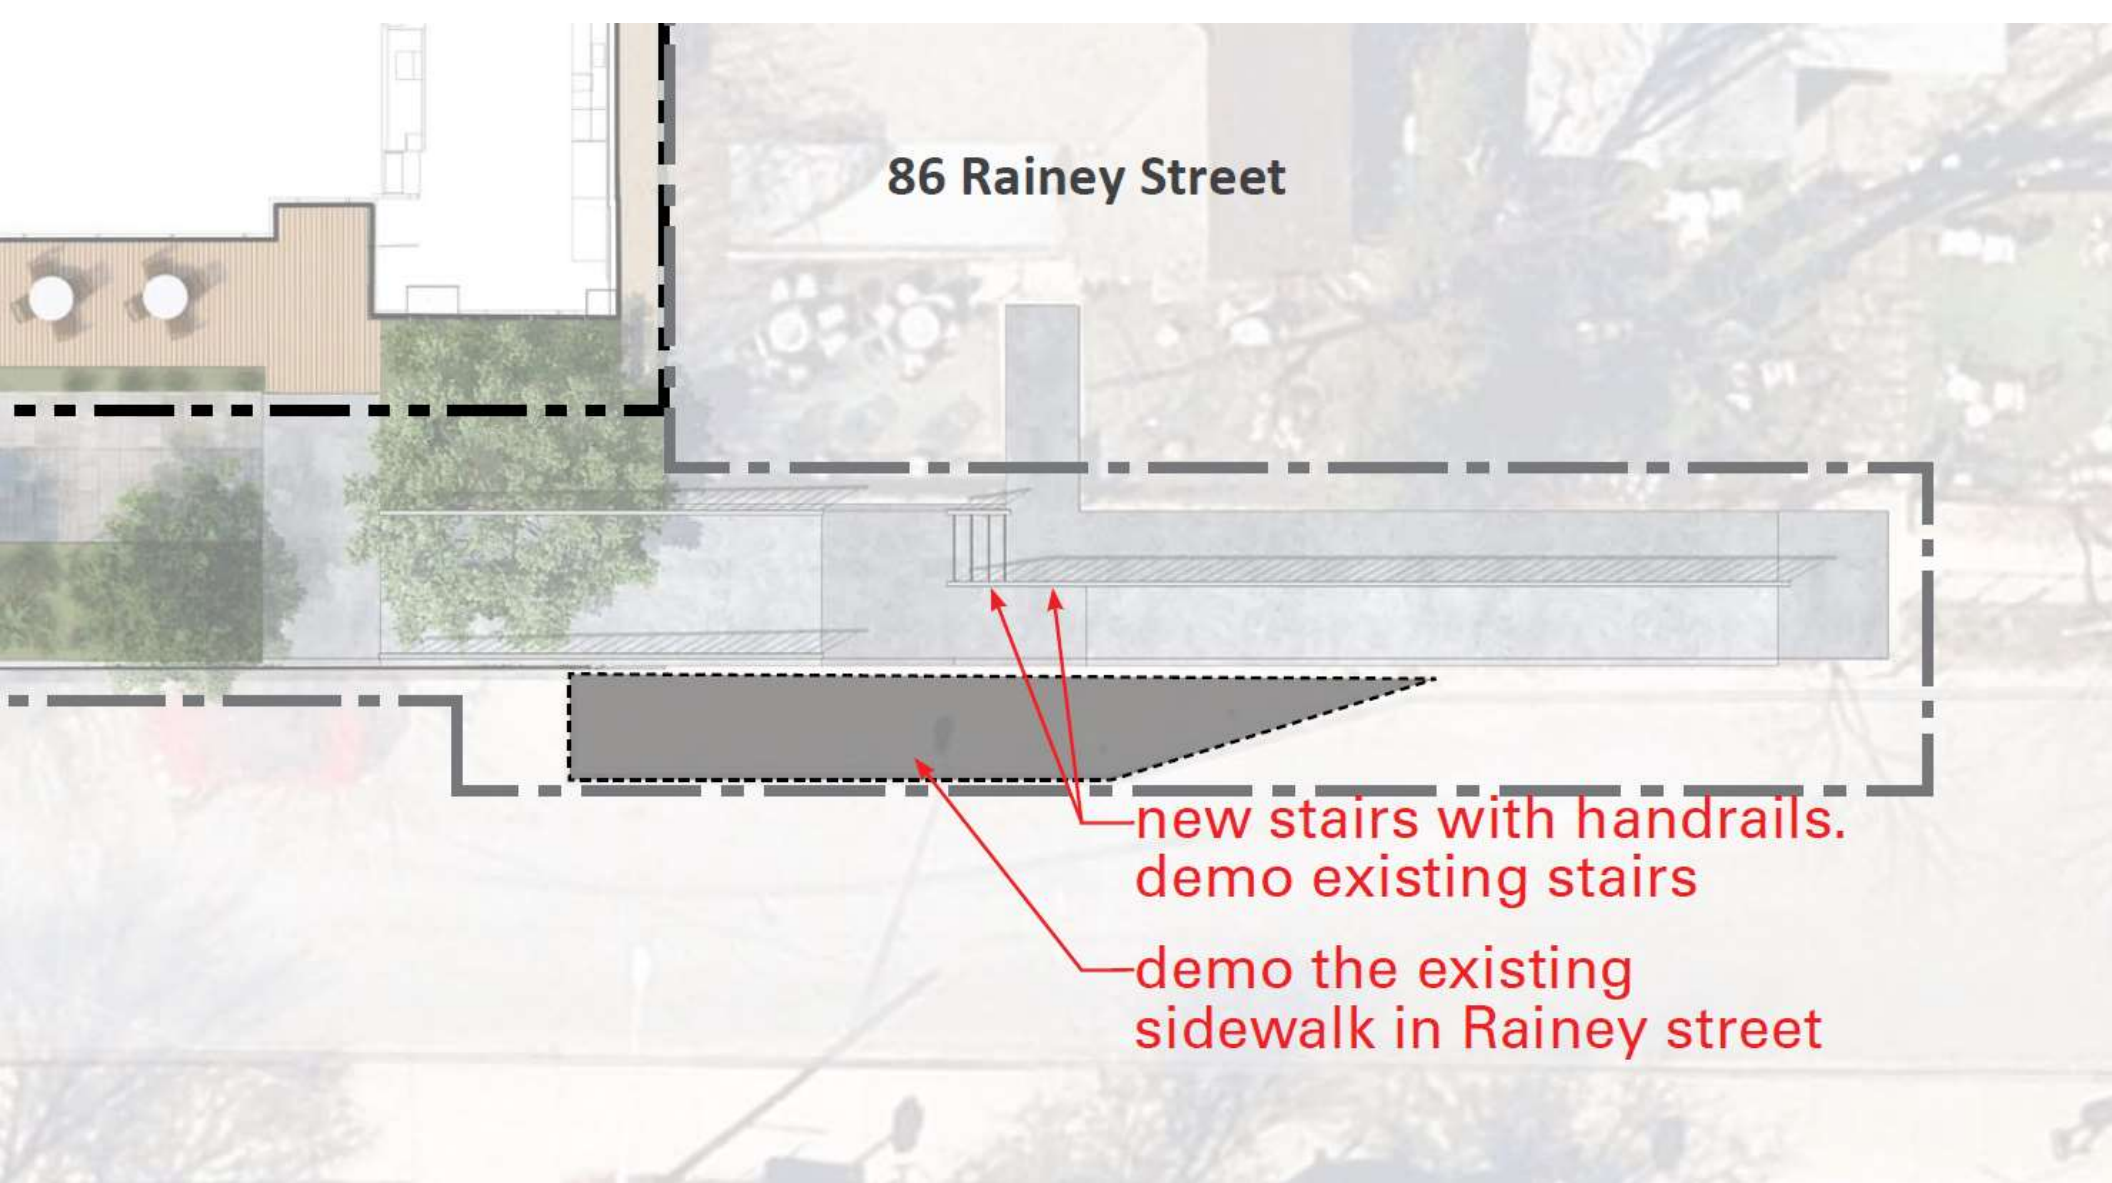 86 Rainey Street
new stairs with handrails.
demo existing stairs
demo the existing
sidewalk in Rainey street